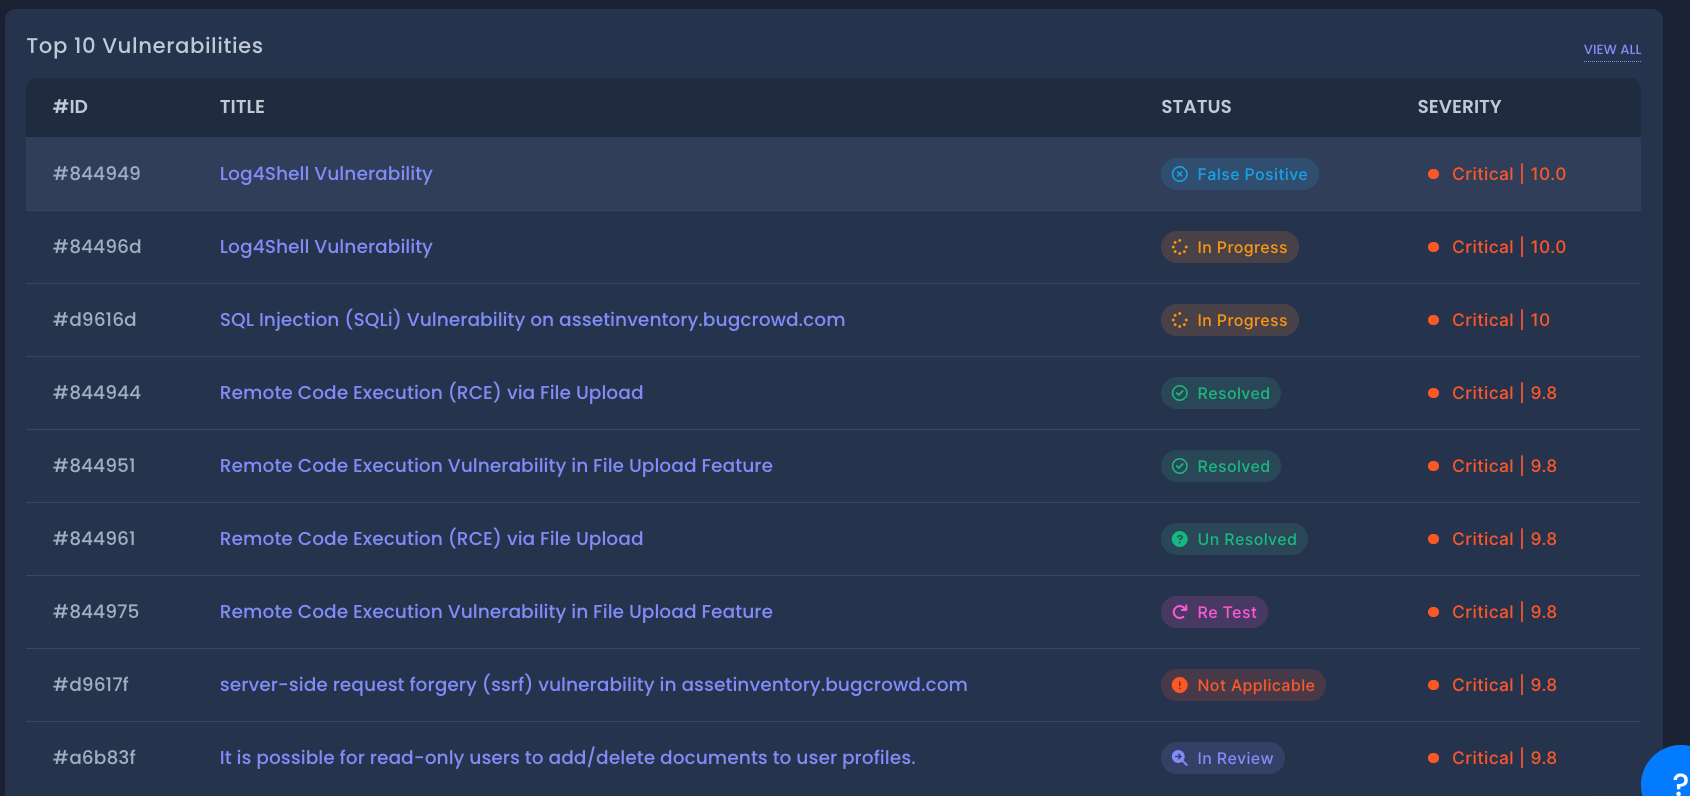 Top 10 Vulnerabilities
VIEW ALL
#ID TITLE STATUS SEVERITY
#844949 Log4Shell Vulnerability False Positive Critical | 10.0
#84496d Log4Shell Vulnerability In Progress Critical | 10.0
#d9616d SQL Injection (SQLi) Vulnerability on assetinventory.bugcrowd.com In Progress Critical | 10
#844944 Remote Code Execution (RCE) via File Upload Resolved Critical | 9.8
#844951 Remote Code Execution Vulnerability in File Upload Feature Resolved Critical | 9.8
#844961 Remote Code Execution (RCE) via File Upload Un Resolved Critical | 9.8
#844975 Remote Code Execution Vulnerability in File Upload Feature Re Test Critical | 9.8
#d9617f server-side request forgery (ssrf) vulnerability in assetinventory.bugcrowd.com Not Applicable Critical | 9.8
#a6b83f It is possible for read-only users to add/delete documents to user profiles. In Review Critical | 9.8
?